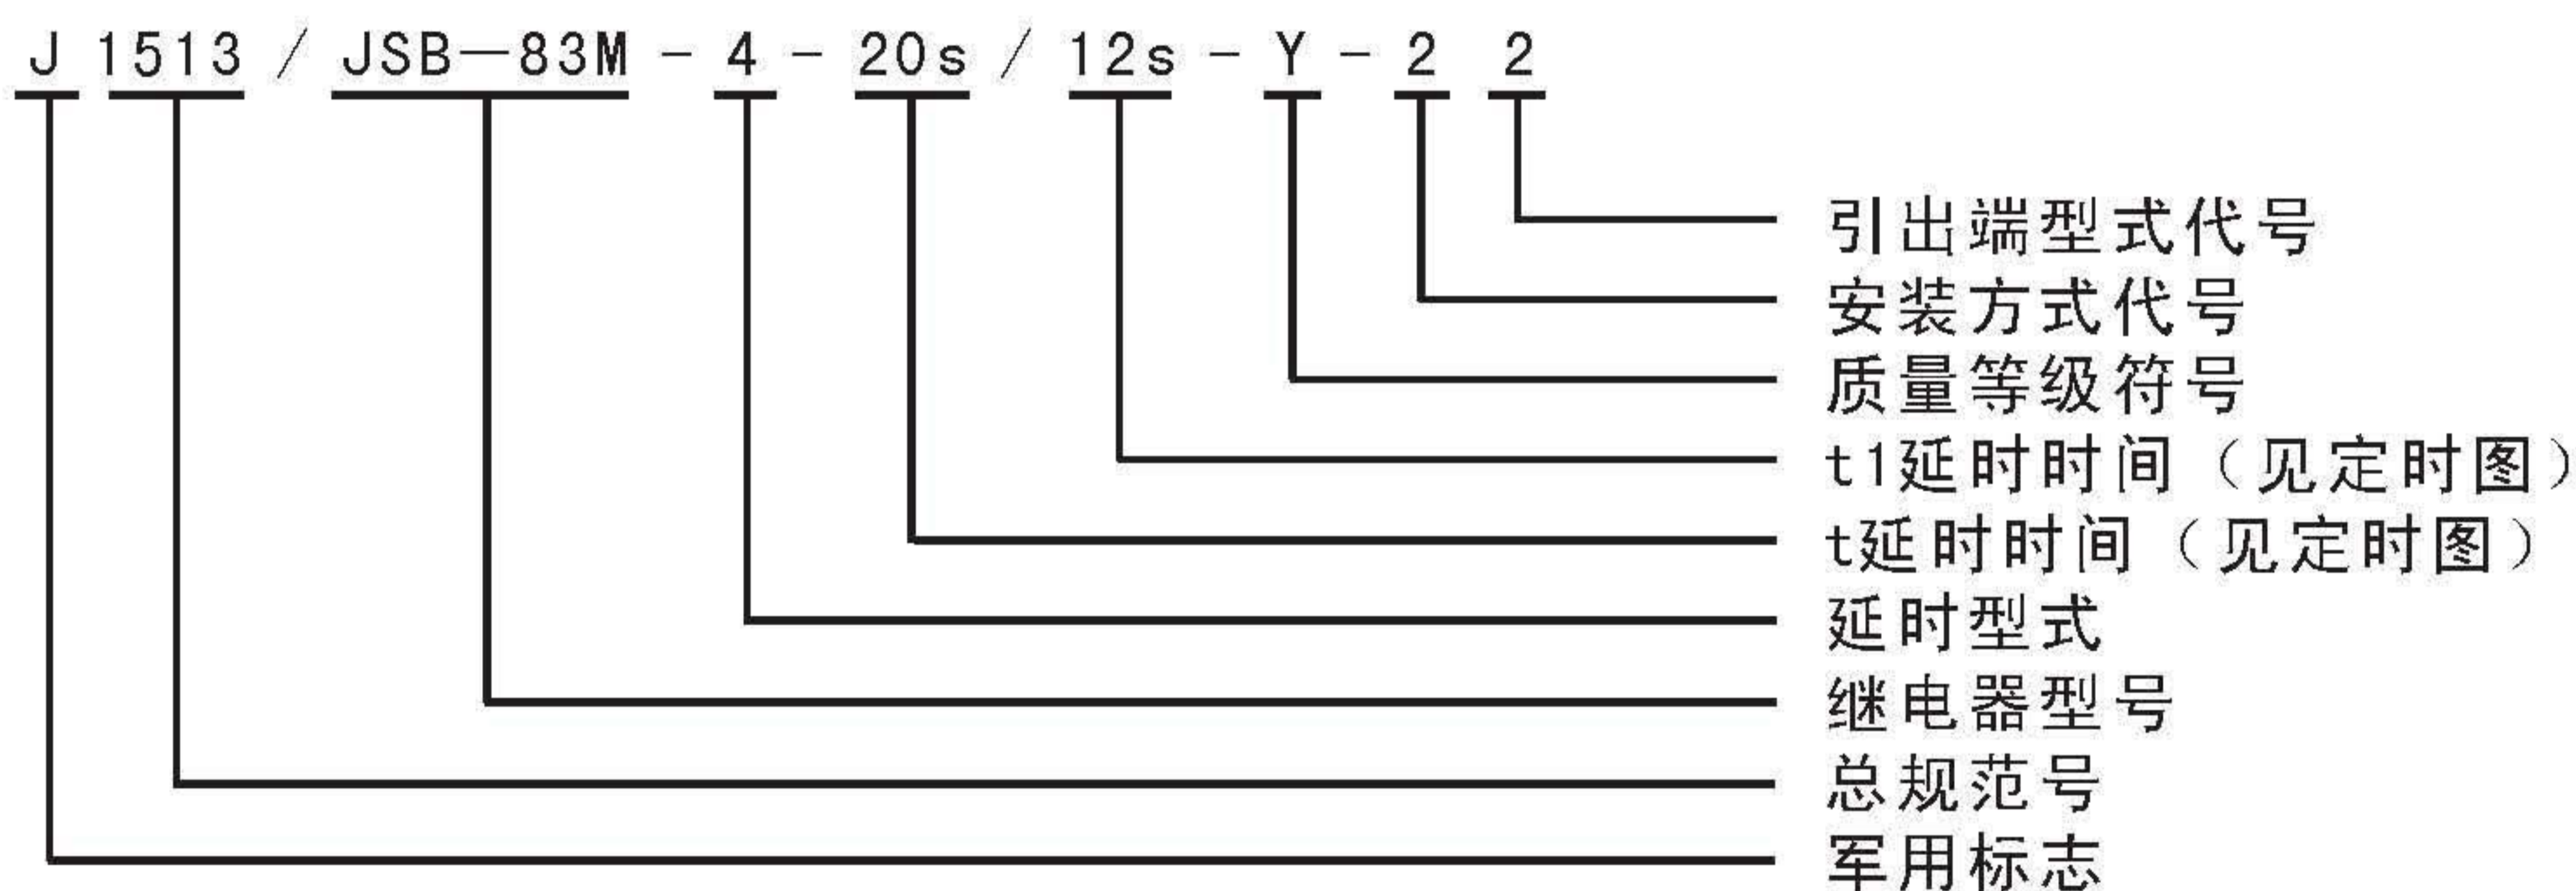 J 1513 / JSB—83M - 4 - 20s / 12s - Y - 2 2
引出端型式代号
安装方式代号
质量等级符号
t1延时时间（见定时图）
t延时时间（见定时图）
延时型式
继电器型号
总规范号
军用标志